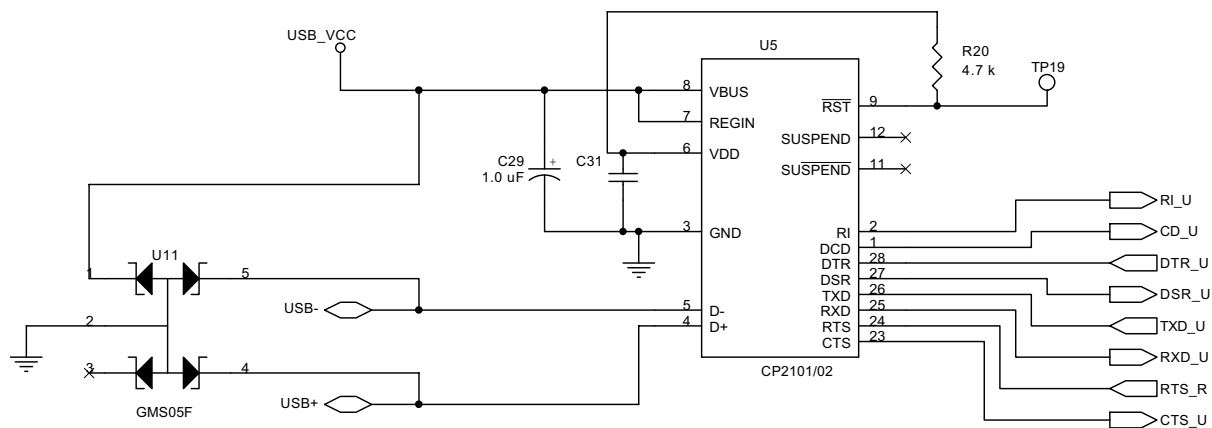 USB_VCC
U5
R20
4.7 k
TP19
8
VBUS
RST
9
7
REGIN
SUSPEND
12
6
VDD
SUSPEND
11
C29
+
1.0 uF
C31
3
GND
RI
2
RI_U
DCD
1
CD_U
DTR
28
DTR_U
DSR
27
DSR_U
TXD
26
TXD_U
RXD
25
RXD_U
RTS
24
RTS_R
CTS
23
CTS_U
U11
1
5
2
3
4
GMS05F
USB-
5
D-
4
D+
USB+
CP2101/02